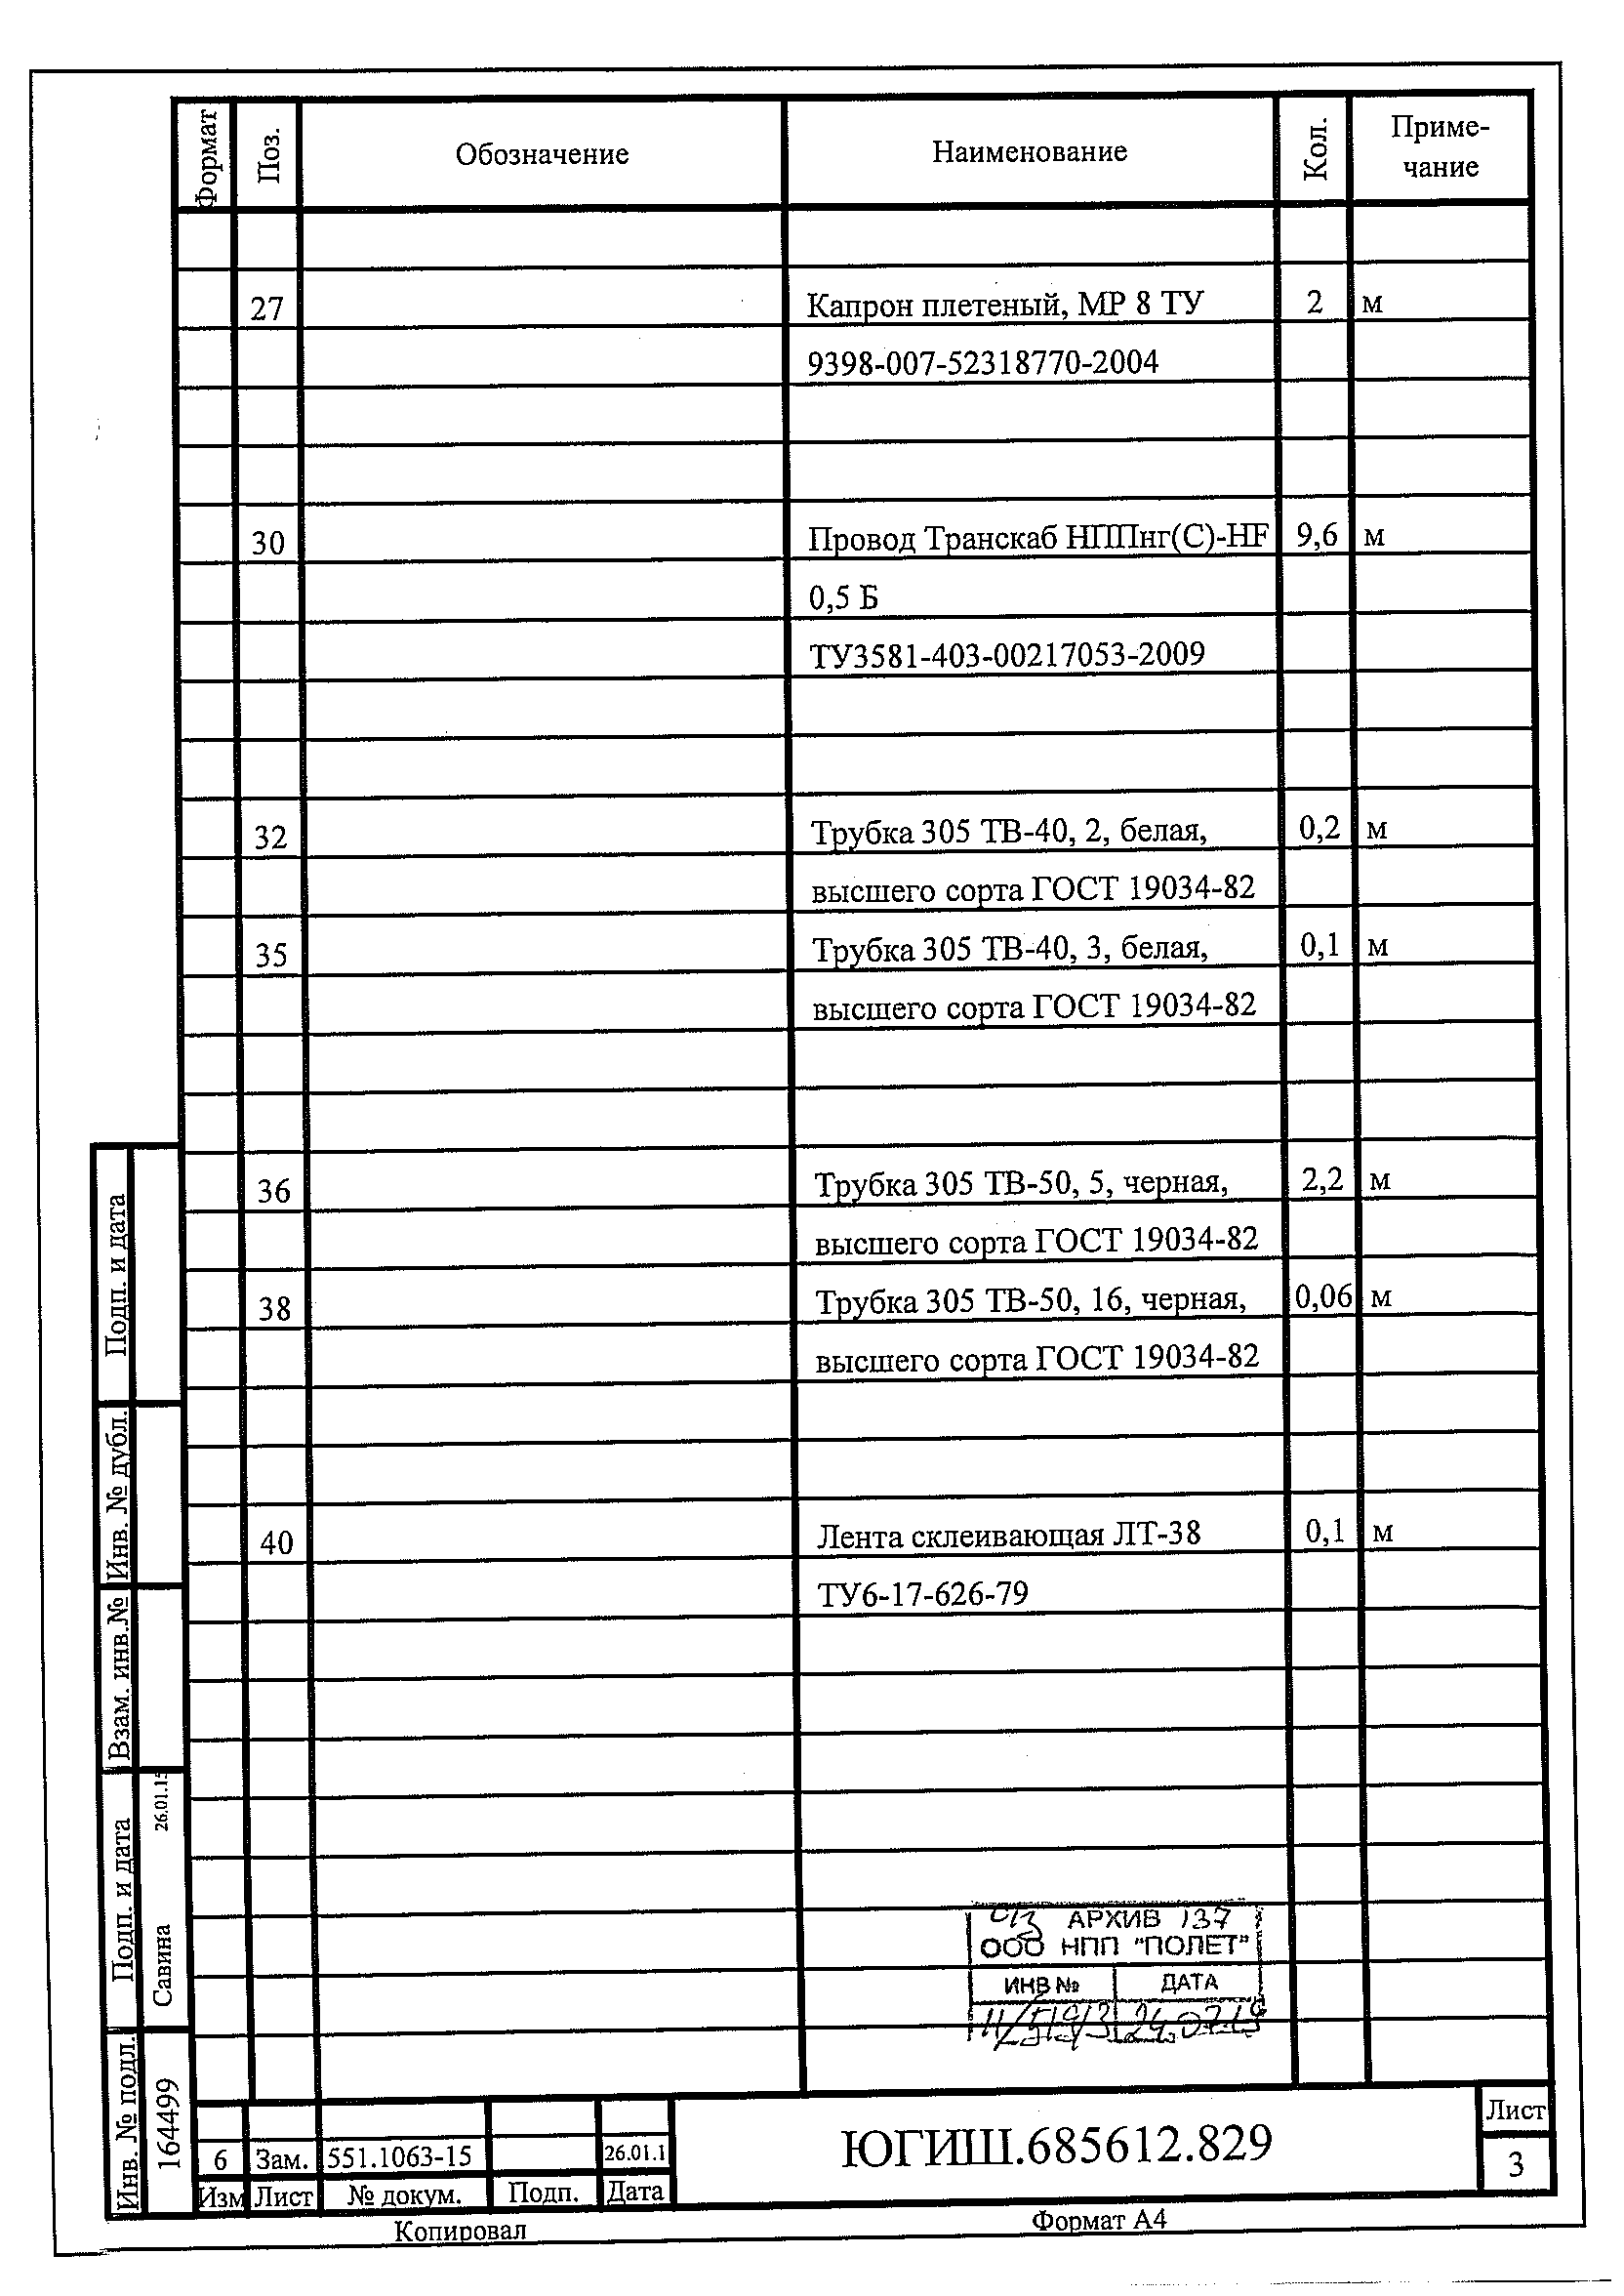 Формат Поз. Обозначение Наименование Кол. Приме-
чание
27 Капрон плетеный, МР 8 ТУ 2 м
9398-007-52318770-2004
30 Провод Транскаб НППнг(С)-HF 9,6 м
0,5 Б
ТУ3581-403-00217053-2009
32 Трубка 305 ТВ-40, 2, белая, 0,2 м
высшего сорта ГОСТ 19034-82
35 Трубка 305 ТВ-40, 3, белая, 0,1 м
высшего сорта ГОСТ 19034-82
36 Трубка 305 ТВ-50, 5, черная, 2,2 м
высшего сорта ГОСТ 19034-82
38 Трубка 305 ТВ-50, 16, черная, 0,06 м
высшего сорта ГОСТ 19034-82
40 Лента склеивающая ЛТ-38 0,1 м
ТУ6-17-626-79
Подп. и дата
Инв. № дубл.
Взам. инв.№
Подп. и дата Савина 26.01.15
Инв. № подл. 164499
АРХИВ 137
ООО НПП "ПОЛЕТ"
ИНВ № ДАТА
6 Зам. 551.1063-15 26.01.1
Изм Лист № докум. Подп. Дата
ЮГИШ.685612.829
Лист
3
Копировал Формат А4